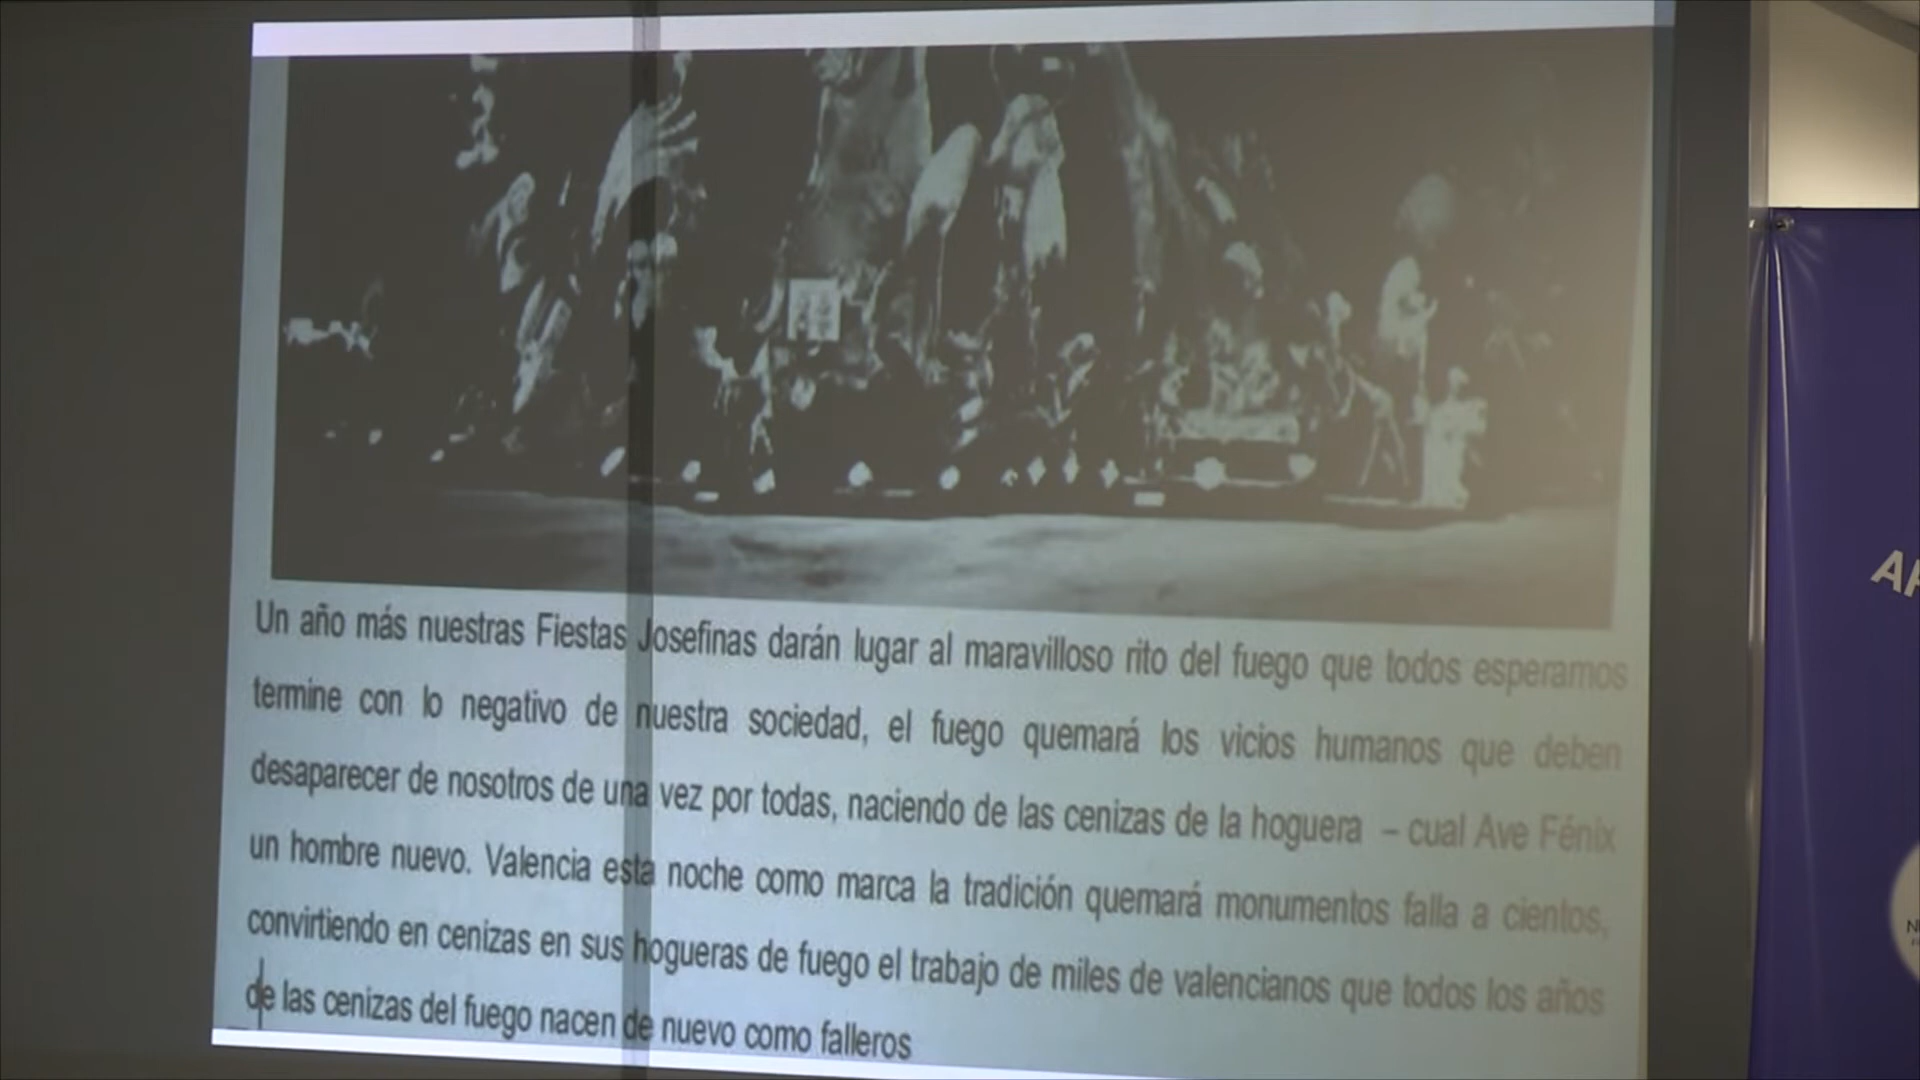 Un año más nuestras Fiestas Josefinas darán lugar al maravilloso rito del fuego que todos esperamos
termine con lo negativo de nuestra sociedad, el fuego quemará los vicios humanos que deben
desaparecer de nosotros de una vez por todas, naciendo de las cenizas de la hoguera – cual Ave Fénix
un hombre nuevo. Valencia esta noche como marca la tradición quemará monumentos falla a cientos,
convirtiendo en cenizas en sus hogueras de fuego el trabajo de miles de valencianos que todos los años
de las cenizas del fuego nacen de nuevo como falleros